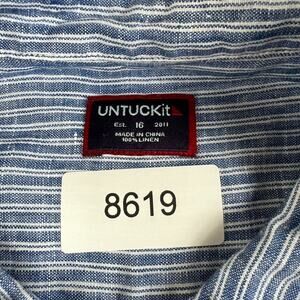 UNTUCKit
EST. 16 2011
MADE IN CHINA
100% LINEN
8619